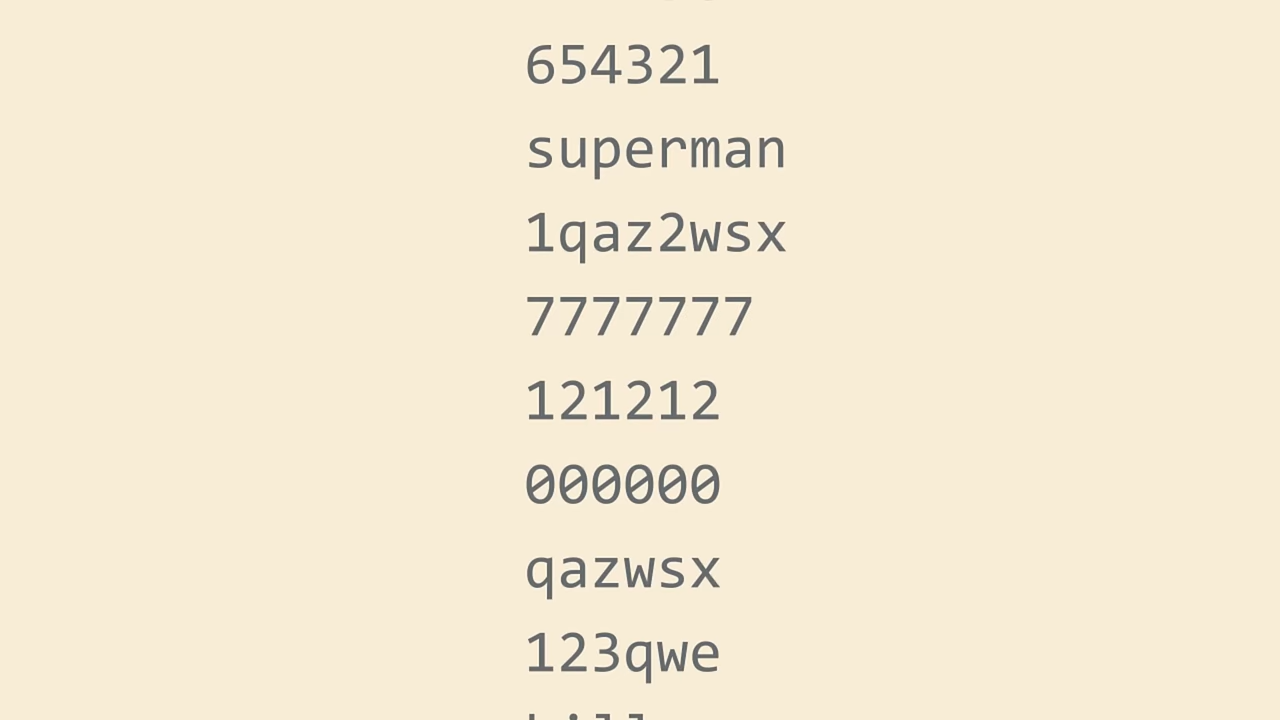 654321
superman
1qaz2wsx
7777777
121212
000000
qazwsx
123qwe